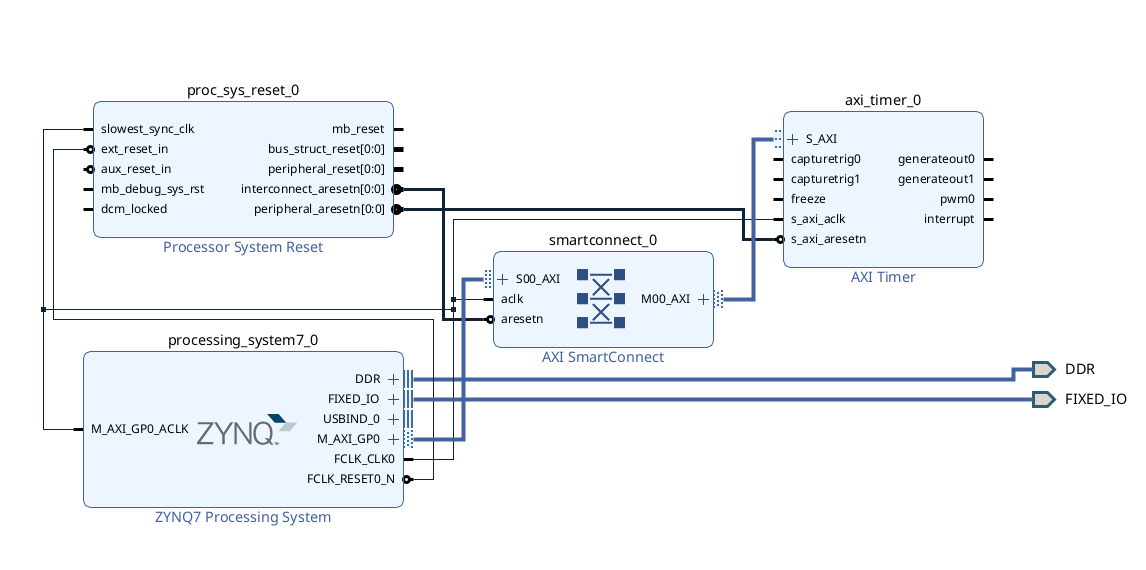 proc_sys_reset_0
slowest_sync_clk
ext_reset_in
aux_reset_in
mb_debug_sys_rst
dcm_locked
mb_reset
bus_struct_reset[0:0]
peripheral_reset[0:0]
interconnect_aresetn[0:0]
peripheral_aresetn[0:0]
Processor System Reset
axi_timer_0
S_AXI
capturetrig0
capturetrig1
freeze
s_axi_aclk
s_axi_aresetn
generateout0
generateout1
pwm0
interrupt
AXI Timer
smartconnect_0
S00_AXI
aclk
aresetn
M00_AXI
AXI SmartConnect
processing_system7_0
M_AXI_GP0_ACLK
ZYNQ
DDR
FIXED_IO
USBIND_0
M_AXI_GP0
FCLK_CLK0
FCLK_RESET0_N
ZYNQ7 Processing System
DDR
FIXED_IO